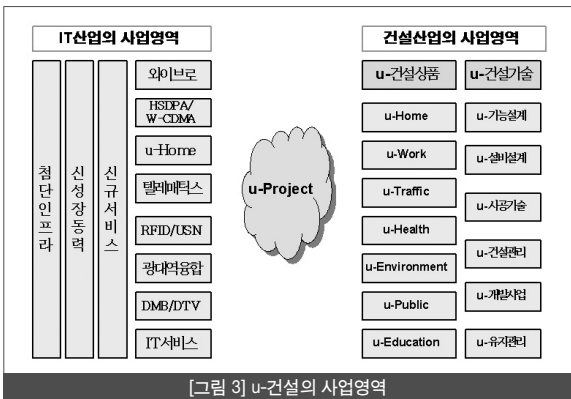 IT산업의 사업영역
첨단인프라
신성장동력
신규서비스
와이브로
HSDPA/
W-CDMA
u-Home
텔레매틱스
RFID/USN
광대역융합
DMB/DTV
IT서비스
u-Project
건설산업의 사업영역
u-건설상품
u-Home
u-Work
u-Traffic
u-Health
u-Environment
u-Public
u-Education
u-건설기술
u-기능설계
u-설비설계
u-시공기술
u-건설관리
u-개발사업
u-유지관리
[그림 3] u-건설의 사업영역